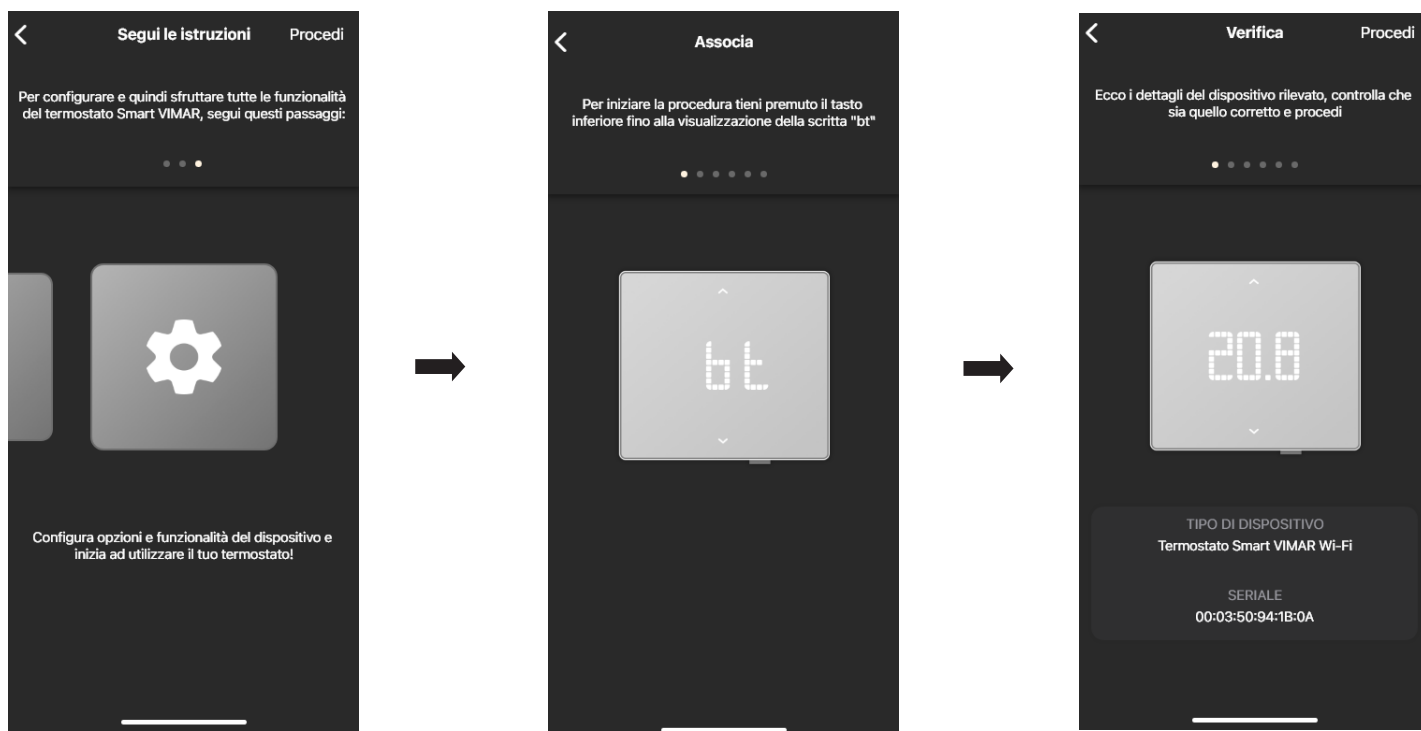 Segui le istruzioni
Procedi
Per configurare e quindi sfruttare tutte le funzionalità
del termostato Smart VIMAR, segui questi passaggi:
Configura opzioni e funzionalità del dispositivo e
inizia ad utilizzare il tuo termostato!
Associa
Per iniziare la procedura tieni premuto il tasto
inferiore fino alla visualizzazione della scritta "bt"
bt
Verifica
Procedi
Ecco i dettagli del dispositivo rilevato, controlla che
sia quello corretto e procedi
20.8
TIPO DI DISPOSITIVO
Termostato Smart VIMAR Wi-Fi
SERIALE
00:03:50:94:1B:0A